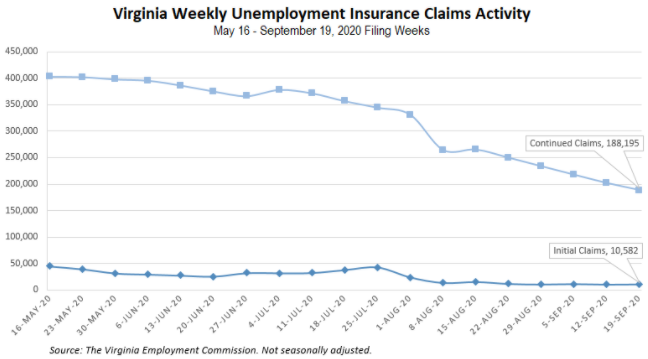 Virginia Weekly Unemployment Insurance Claims Activity
May 16 - September 19, 2020 Filing Weeks
450,000
400,000
350,000
300,000
250,000
200,000
150,000
100,000
50,000
0
Continued Claims, 188,195
Initial Claims, 10,582
16-MAY-20
23-MAY-20
30-MAY-20
6-JUN-20
13-JUN-20
20-JUN-20
27-JUN-20
4-JUL-20
11-JUL-20
18-JUL-20
25-JUL-20
1-AUG-20
8-AUG-20
15-AUG-20
22-AUG-20
29-AUG-20
5-SEP-20
12-SEP-20
19-SEP-20
Source: The Virginia Employment Commission. Not seasonally adjusted.